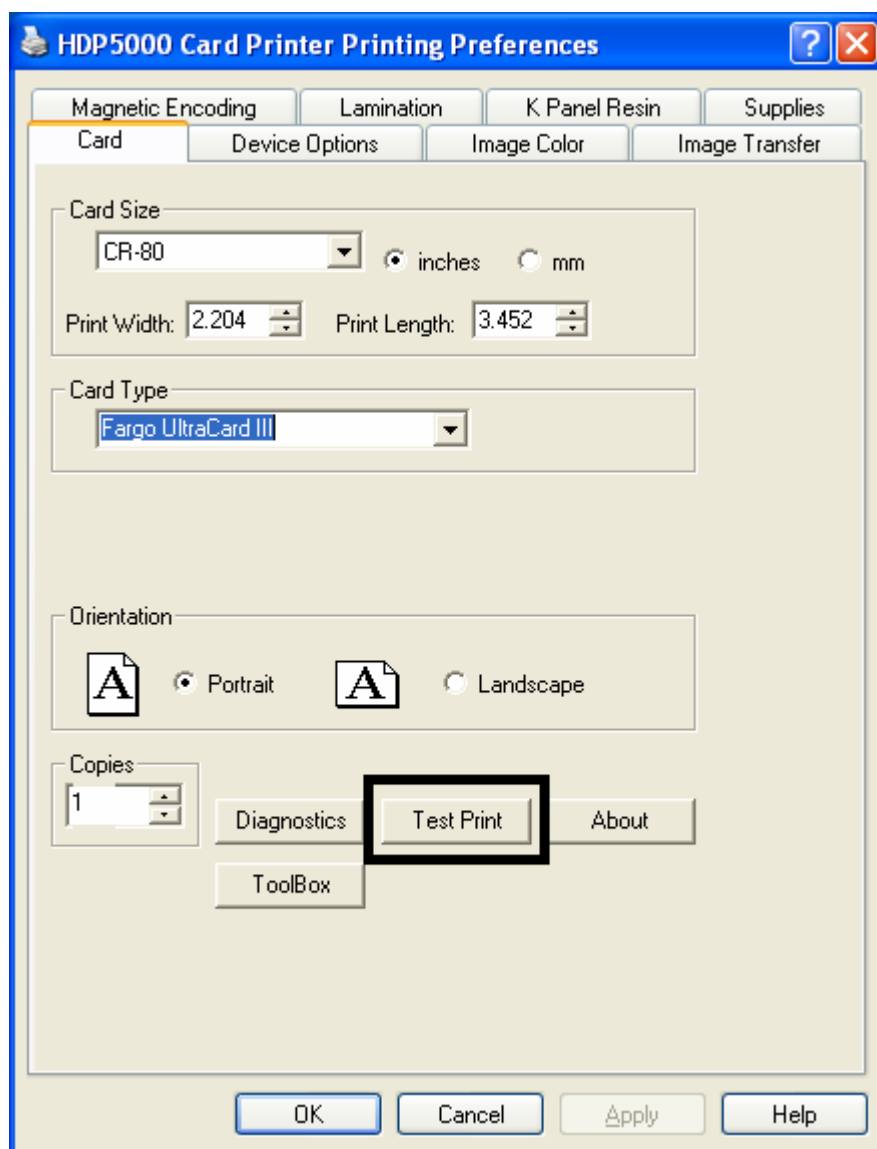 HDP5000 Card Printer Printing Preferences
Magnetic Encoding Lamination K Panel Resin Supplies
Card Device Options Image Color Image Transfer
Card Size
CR-80 inches mm
Print Width: 2.204 Print Length: 3.452
Card Type
Fargo UltraCard III
Orientation
A Portrait A Landscape
Copies
1
Diagnostics Test Print About
ToolBox
OK Cancel Apply Help